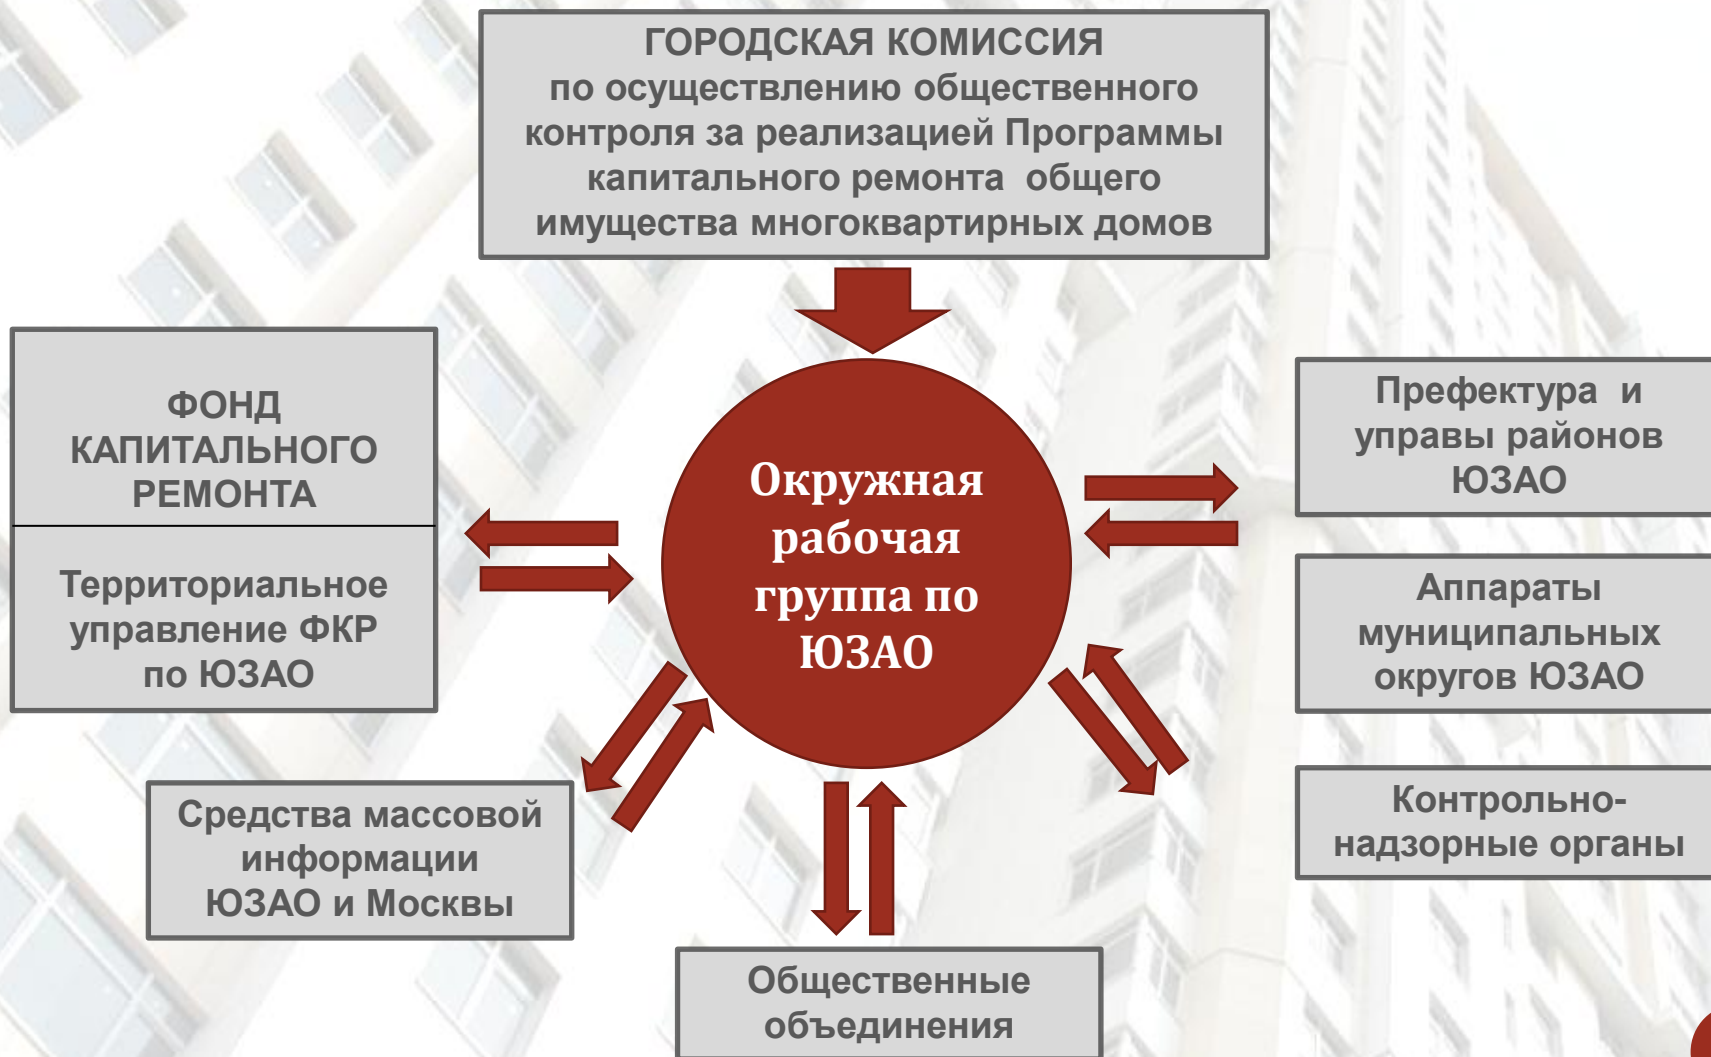 ГОРОДСКАЯ КОМИССИЯ
по осуществлению общественного
контроля за реализацией Программы
капитального ремонта общего
имущества многоквартирных домов
ФОНД
КАПИТАЛЬНОГО
РЕМОНТА
Территориальное
управление ФКР
по ЮЗАО
Окружная
рабочая
группа по
ЮЗАО
Префектура и
управы районов
ЮЗАО
Аппараты
муниципальных
округов ЮЗАО
Контрольно-
надзорные органы
Средства массовой
информации
ЮЗАО и Москвы
Общественные
объединения